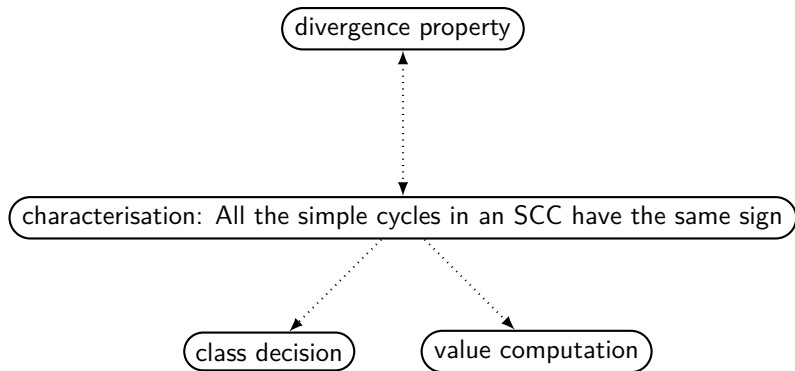 divergence property
characterisation: All the simple cycles in an SCC have the same sign
class decision
value computation